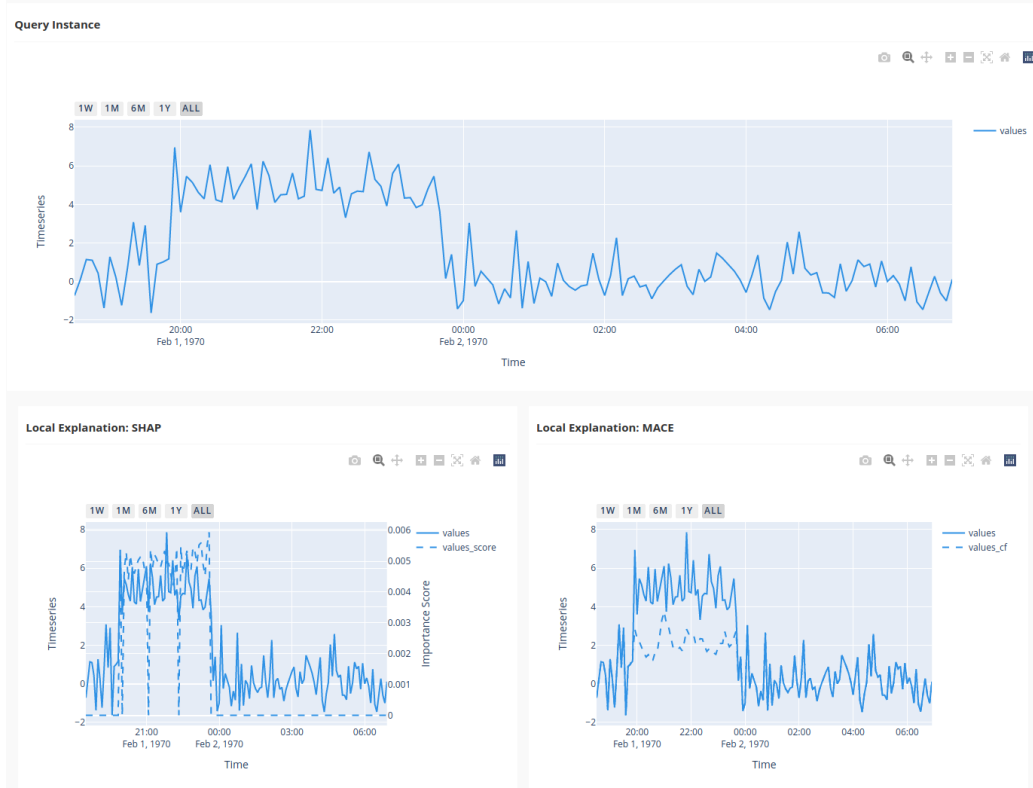 Query Instance
1W 1M 6M 1Y ALL
8
6
4
2
0
−2
Timeseries
values
20:00 22:00 00:00 02:00 04:00 06:00
Feb 1, 1970 Feb 2, 1970
Time
Local Explanation: SHAP
1W 1M 6M 1Y ALL
8
6
4
2
0
−2
Timeseries
0.006
0.005
0.004
0.003
0.002
0.001
0
Importance Score
values
values_score
21:00 00:00 03:00 06:00
Feb 1, 1970 Feb 2, 1970
Time
Local Explanation: MACE
1W 1M 6M 1Y ALL
8
6
4
2
0
−2
Timeseries
values
values_cf
20:00 22:00 00:00 02:00 04:00 06:00
Feb 1, 1970 Feb 2, 1970
Time